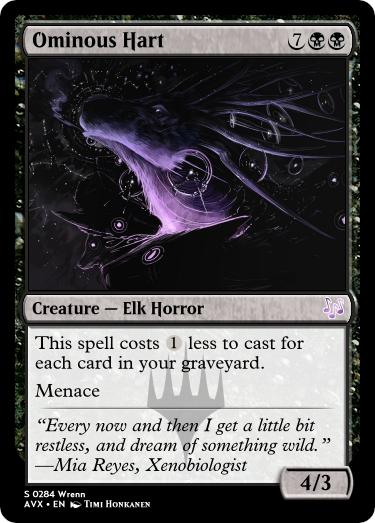 Ominous Hart 7
Creature — Elk Horror
This spell costs 1 less to cast for
each card in your graveyard.
Menace
“Every now and then I get a little bit
restless, and dream of something wild.”
—Mia Reyes, Xenobiologist
4/3
S 0284 Wrenn
AVX • EN Timi Honkanen